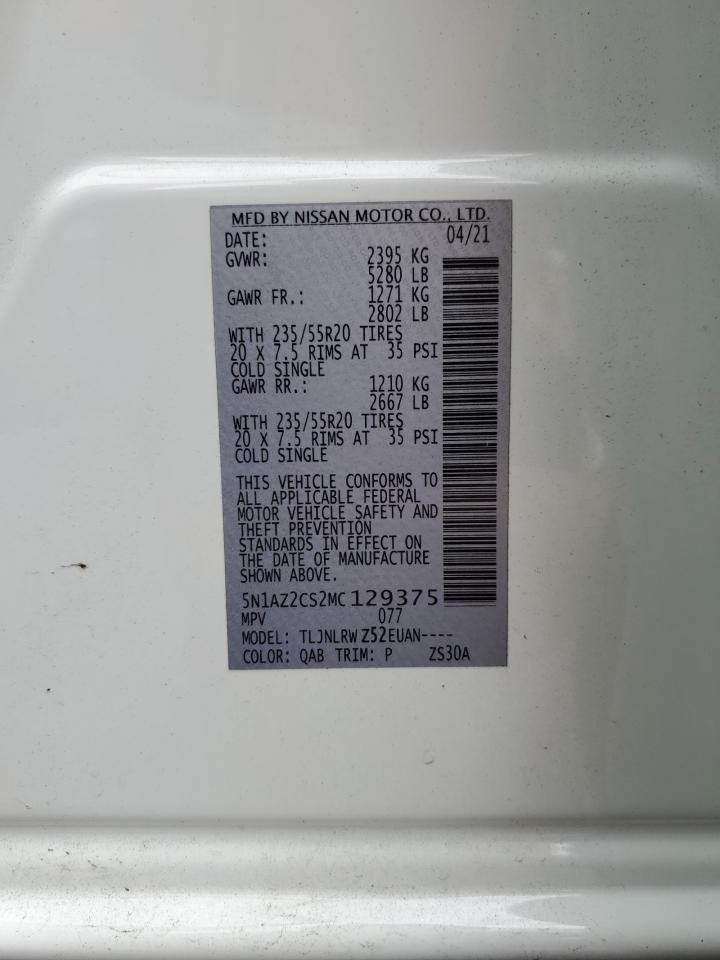 MFD BY NISSAN MOTOR CO., LTD.
DATE: 04/21
GVWR: 2395 KG
5280 LB
GAWR FR.: 1271 KG
2802 LB
WITH 235/55R20 TIRES
20 X 7.5 RIMS AT 35 PSI
COLD SINGLE
GAWR RR.: 1210 KG
2667 LB
WITH 235/55R20 TIRES
20 X 7.5 RIMS AT 35 PSI
COLD SINGLE
THIS VEHICLE CONFORMS TO
ALL APPLICABLE FEDERAL
MOTOR VEHICLE SAFETY AND
THEFT PREVENTION
STANDARDS IN EFFECT ON
THE DATE OF MANUFACTURE
SHOWN ABOVE.
5N1AZ2CS2MC129375
MPV 077
MODEL: TLJNLRW Z52EUAN----
COLOR: QAB TRIM: P ZS30A